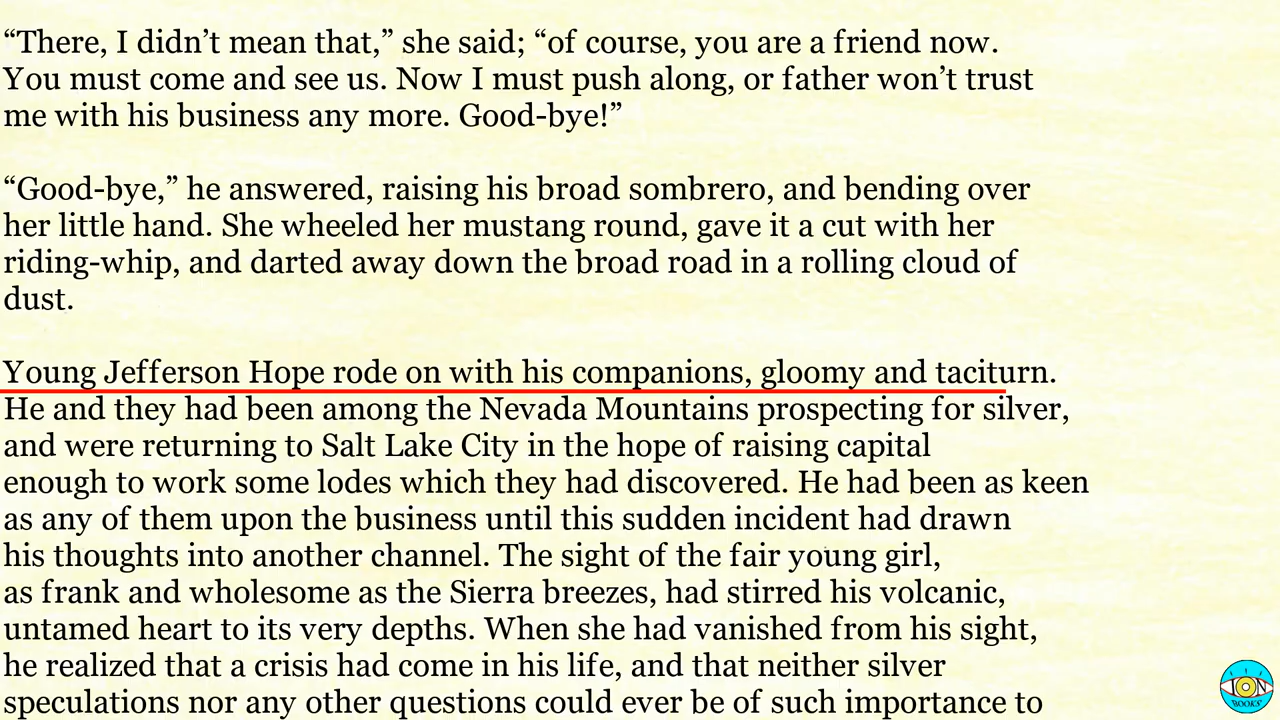 “There, I didn’t mean that,” she said; “of course, you are a friend now.
You must come and see us. Now I must push along, or father won’t trust
me with his business any more. Good-bye!”
“Good-bye,” he answered, raising his broad sombrero, and bending over
her little hand. She wheeled her mustang round, gave it a cut with her
riding-whip, and darted away down the broad road in a rolling cloud of
dust.
Young Jefferson Hope rode on with his companions, gloomy and taciturn.
He and they had been among the Nevada Mountains prospecting for silver,
and were returning to Salt Lake City in the hope of raising capital
enough to work some lodes which they had discovered. He had been as keen
as any of them upon the business until this sudden incident had drawn
his thoughts into another channel. The sight of the fair young girl,
as frank and wholesome as the Sierra breezes, had stirred his volcanic,
untamed heart to its very depths. When she had vanished from his sight,
he realized that a crisis had come in his life, and that neither silver
speculations nor any other questions could ever be of such importance to
ION
BOOKS